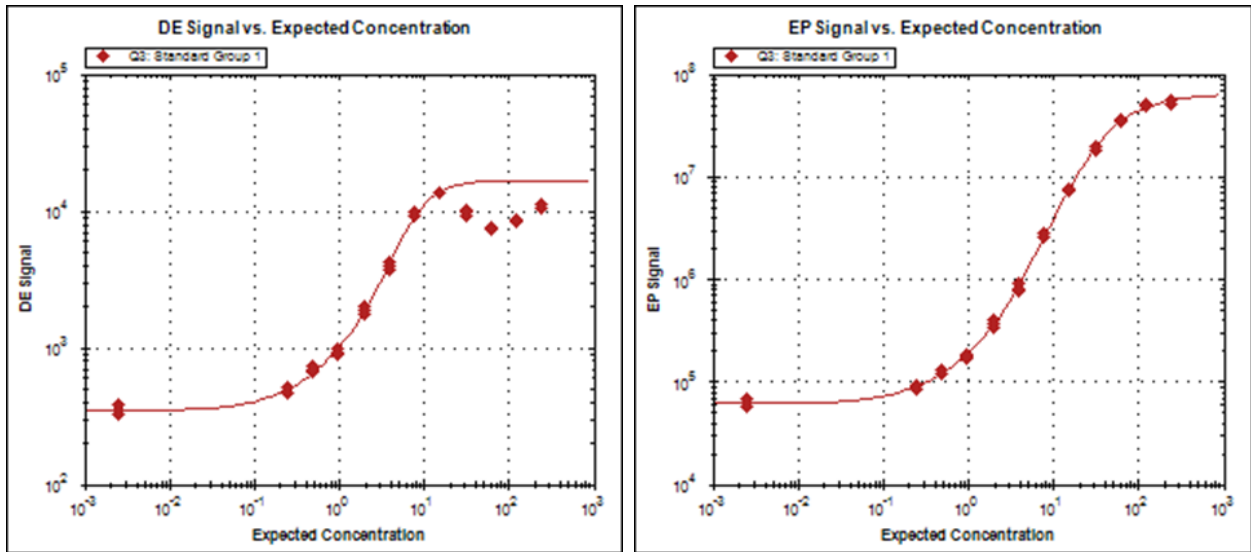 DE Signal vs. Expected Concentration
Q3: Standard Group 1
10^5
10^4
10^3
10^2
DE Signal
10^-3 10^-2 10^-1 10^0 10^1 10^2 10^3
Expected Concentration
EP Signal vs. Expected Concentration
Q3: Standard Group 1
10^8
10^7
10^6
10^5
10^4
EP Signal
10^-3 10^-2 10^-1 10^0 10^1 10^2 10^3
Expected Concentration